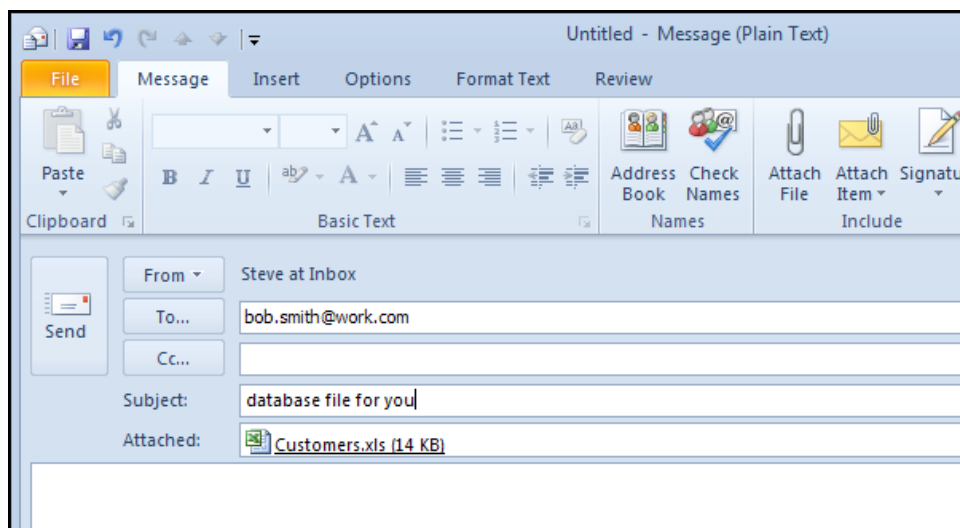 Untitled - Message (Plain Text)
File Message Insert Options Format Text Review
Paste
Clipboard
A A
B I U ab A
Basic Text
Address Book
Check Names
Names
Attach File
Attach Item
Signatu
Include
Send
From Steve at Inbox
To... bob.smith@work.com
Cc...
Subject: database file for you
Attached: Customers.xls (14 KB)